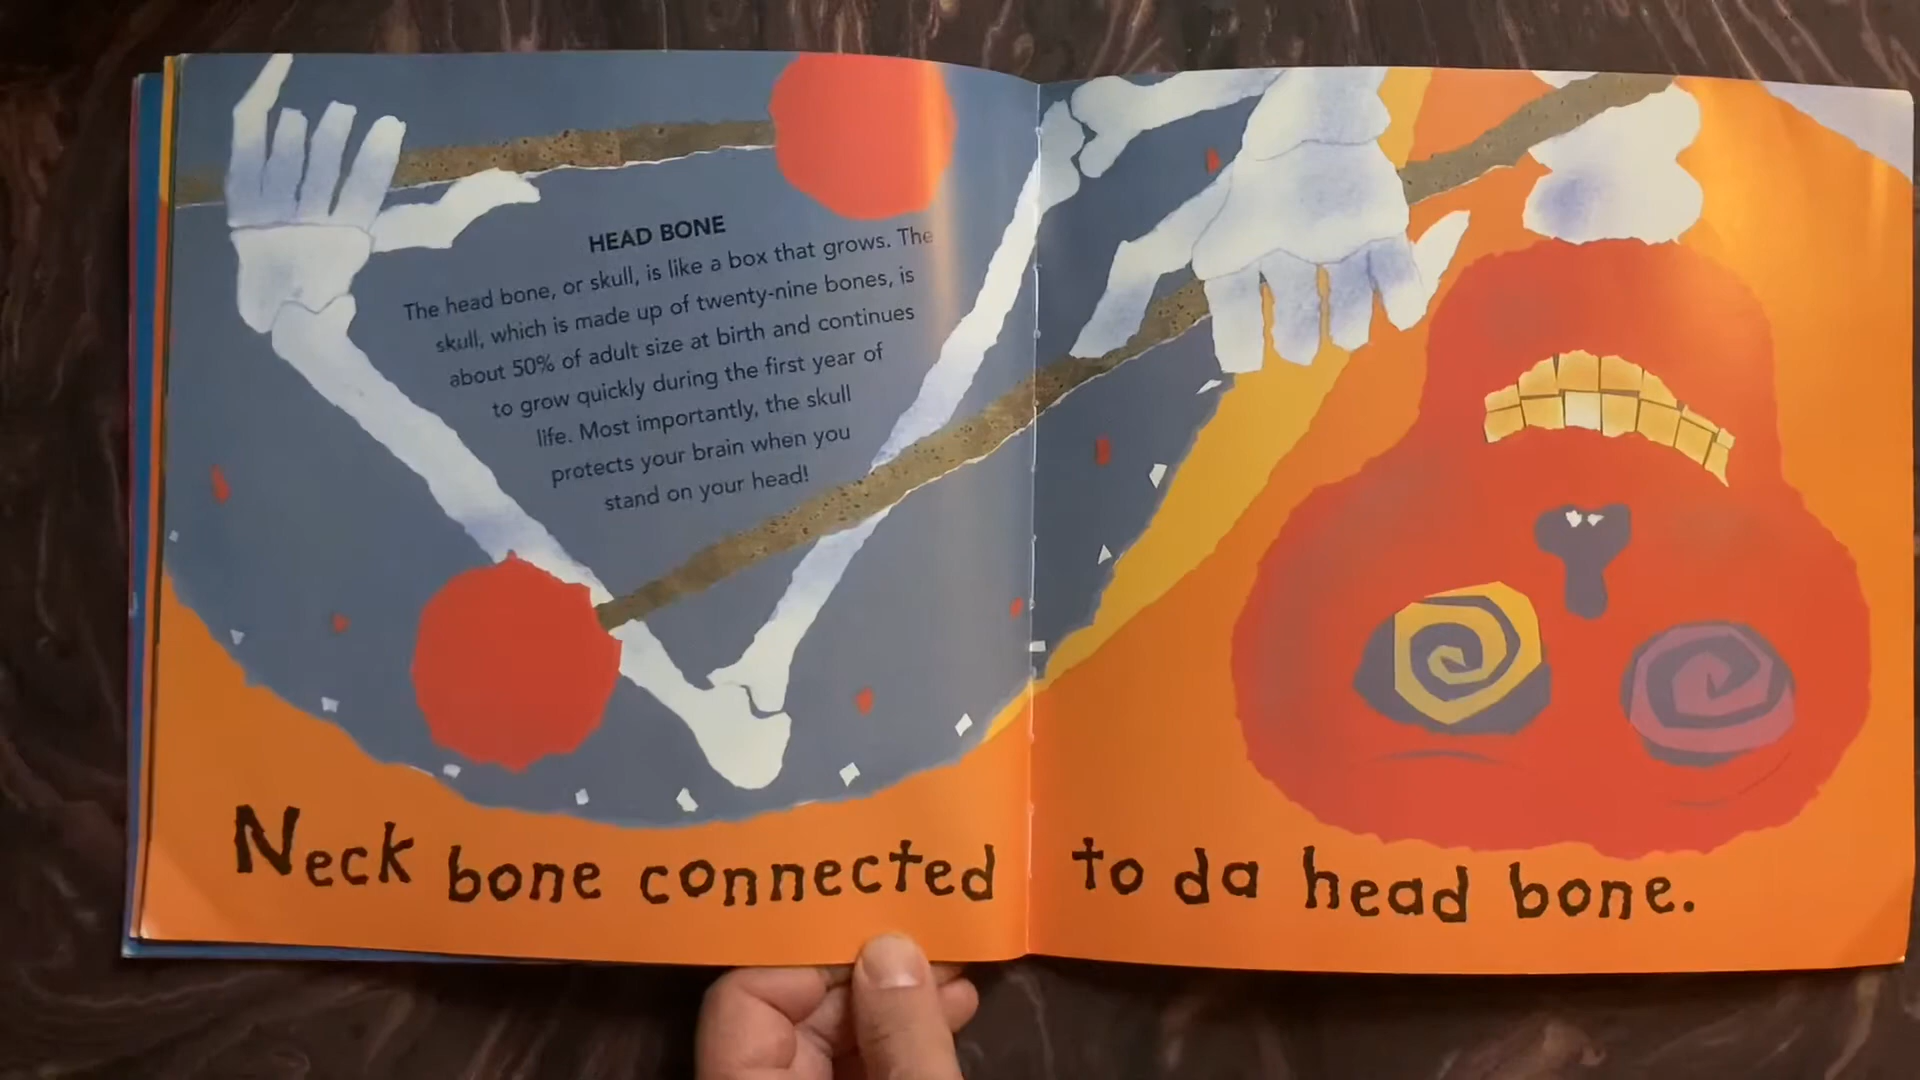 HEAD BONE
The head bone, or skull, is like a box that grows. The
skull, which is made up of twenty-nine bones, is
about 50% of adult size at birth and continues
to grow quickly during the first year of
life. Most importantly, the skull
protects your brain when you
stand on your head!
Neck bone connected to da head bone.